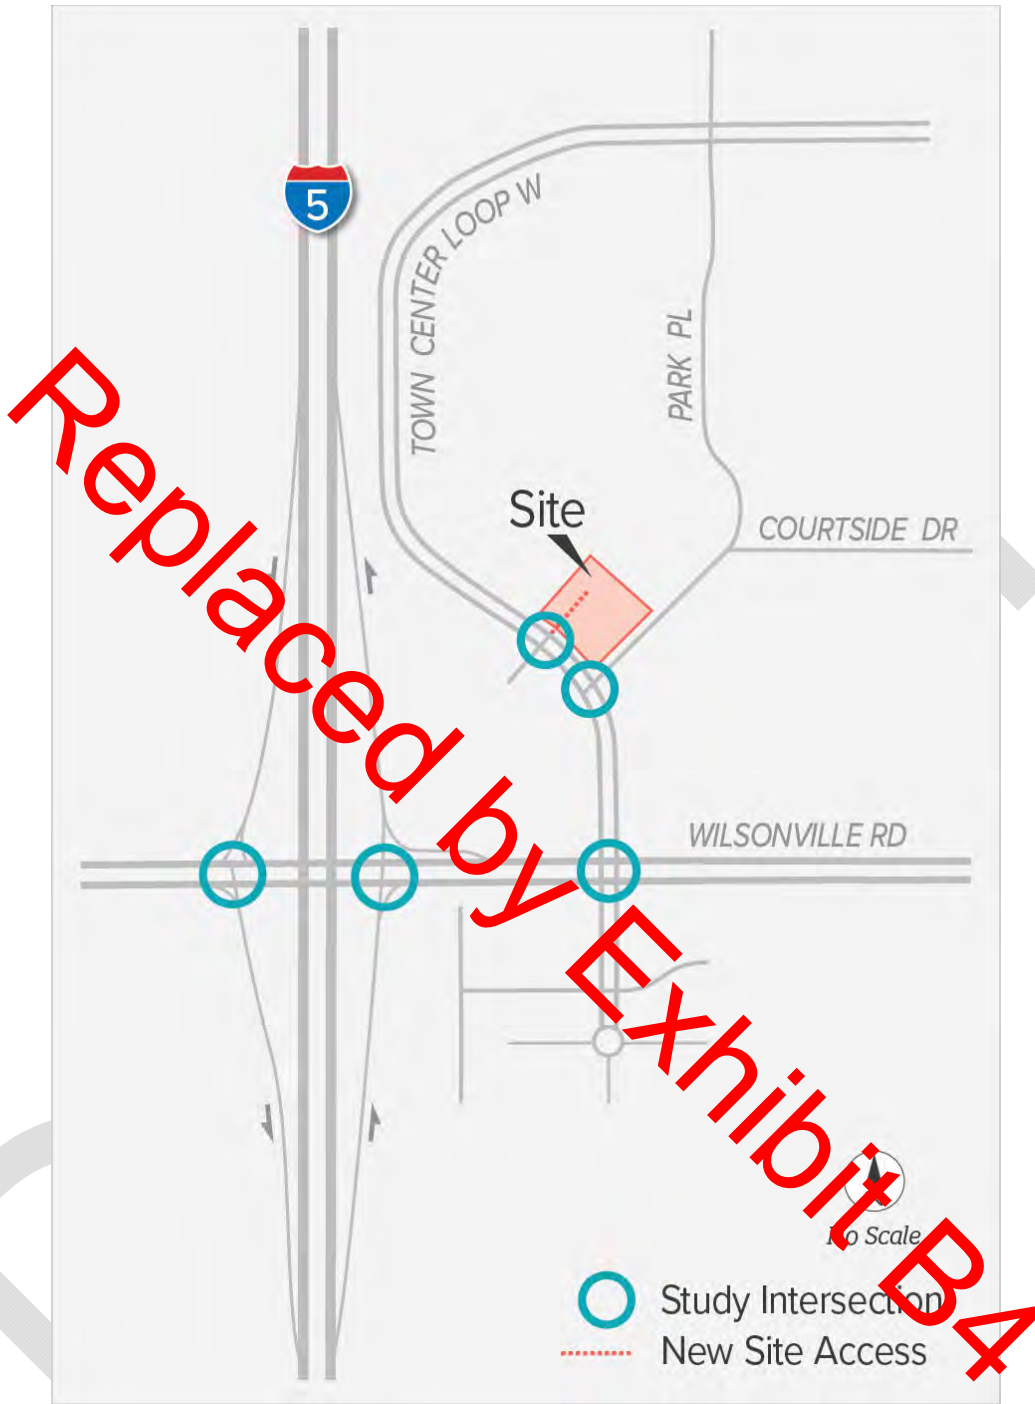 5
TOWN CENTER LOOP W
PARK PL
Site
COURTSIDE DR
WILSONVILLE RD
Replaced by Exhibit B4
No Scale
Study Intersection
New Site Access